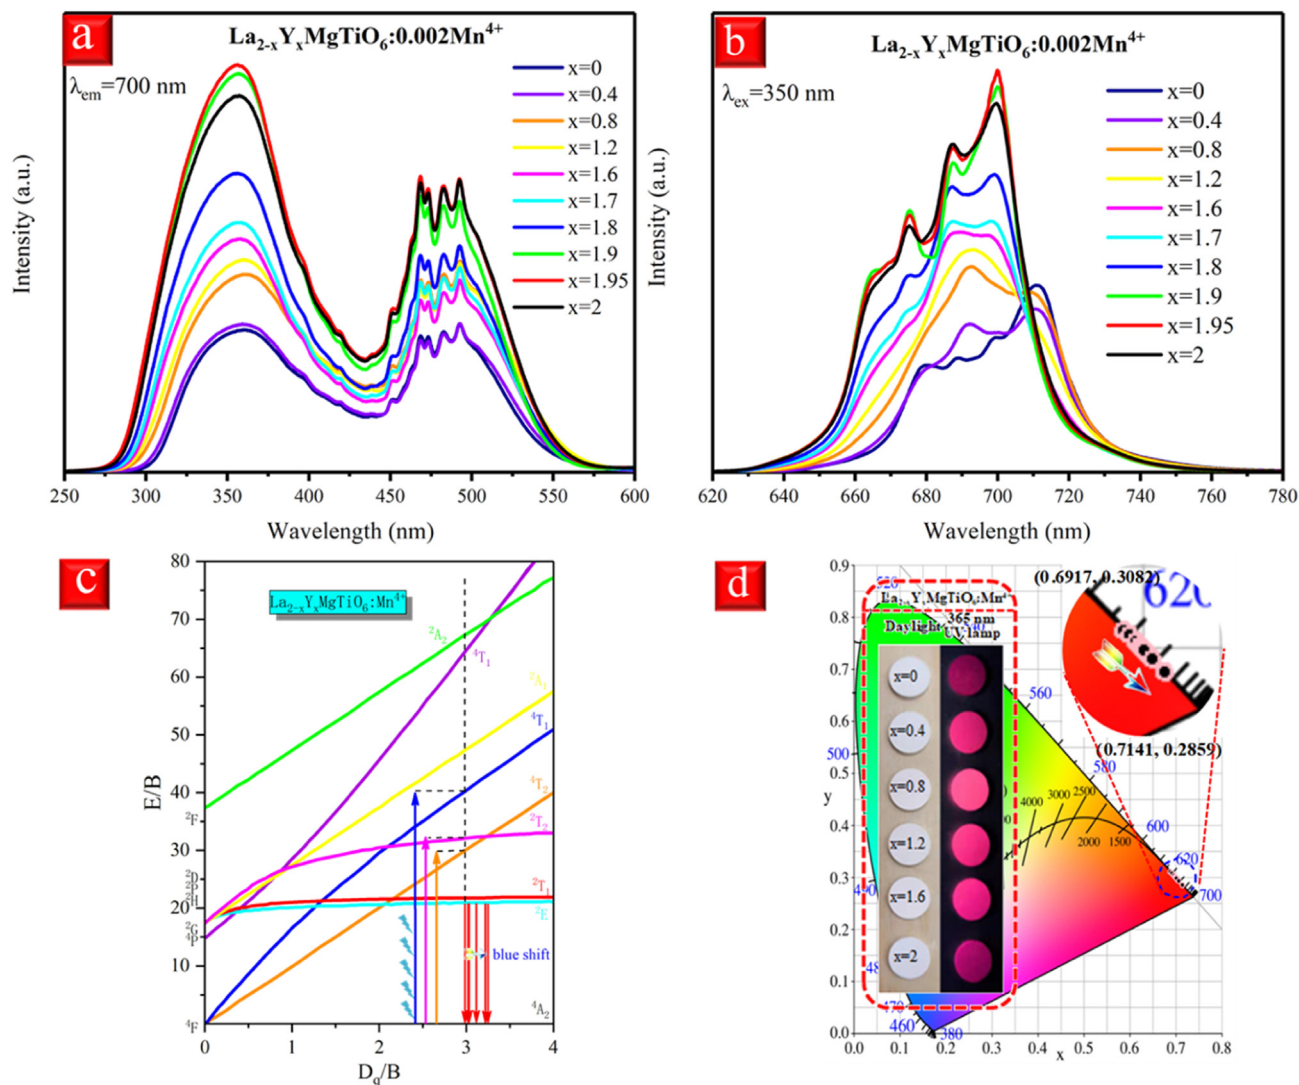 a
La₂₋ₓYₓMgTiO₆:0.002Mn⁴⁺
λem=700 nm
x=0
x=0.4
x=0.8
x=1.2
x=1.6
x=1.7
x=1.8
x=1.9
x=1.95
x=2
Intensity (a.u.)
250 300 350 400 450 500 550 600
Wavelength (nm)
b
La₂₋ₓYₓMgTiO₆:0.002Mn⁴⁺
λex=350 nm
x=0
x=0.4
x=0.8
x=1.2
x=1.6
x=1.7
x=1.8
x=1.9
x=1.95
x=2
Intensity (a.u.)
620 640 660 680 700 720 740 760 780
Wavelength (nm)
c
La₂₋ₓYₓMgTiO₆:Mn⁴⁺
80
70
60
50
40
30
20
10
E/B
²F
²D
²G
⁴P
⁴F
²A₂
⁴T₁
²A₁
⁴T₁
⁴T₂
²T₂
²T₁
²E
blue shift
⁴A₂
0 1 2 3 4
Dq/B
d
(0.6917, 0.3082)
(0.7141, 0.2859)
Daylight
365 nm
UV lamp
x=0
x=0.4
x=0.8
x=1.2
x=1.6
x=2
0.9
0.8
0.7
0.6
0.5
0.4
0.3
0.2
0.1
0.0
y
520
560
580
600
620
700
500
470
460
380
4000 3000 2500
2000 1500
0.0 0.1 0.2 0.3 0.4 0.5 0.6 0.7 0.8
x